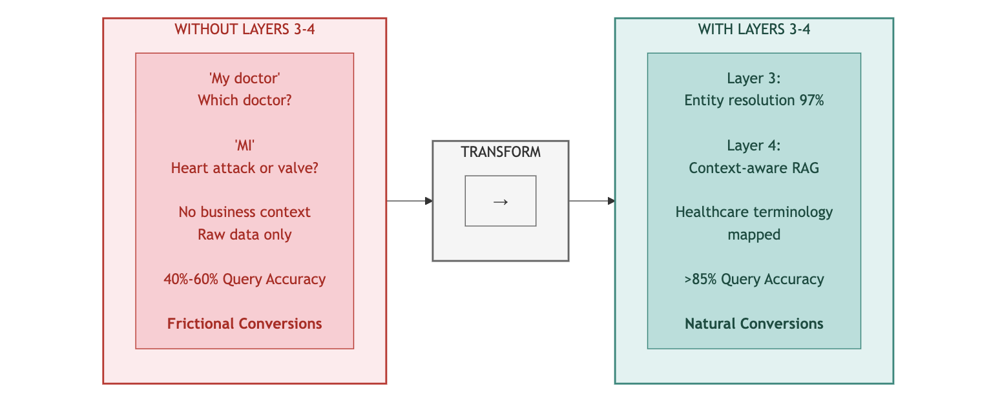 WITHOUT LAYERS 3-4
'My doctor'
Which doctor?
'MI'
Heart attack or valve?
No business context
Raw data only
40%-60% Query Accuracy
Frictional Conversions
TRANSFORM
→
WITH LAYERS 3-4
Layer 3:
Entity resolution 97%
Layer 4:
Context-aware RAG
Healthcare terminology
mapped
>85% Query Accuracy
Natural Conversions